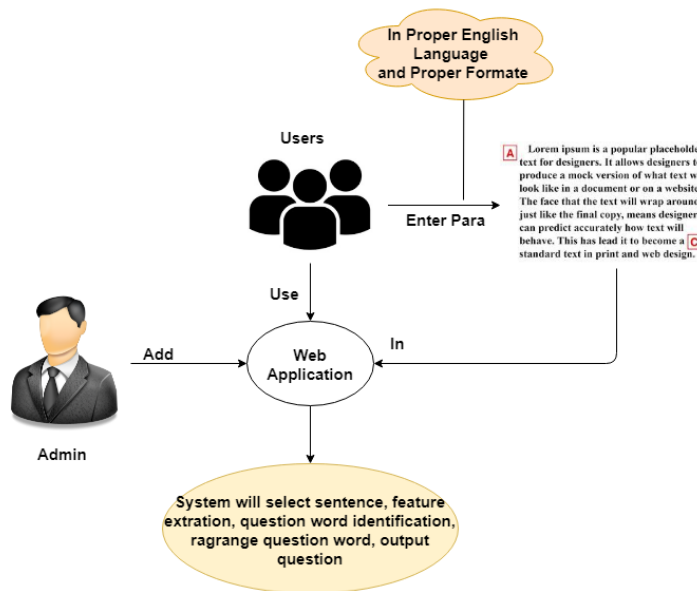 In Proper English
Language
and Proper Formate
Users
A
Lorem ipsum is a popular placeholde
text for designers. It allows designers t
produce a mock version of what text w
look like in a document or on a website
The face that the text will wrap around
just like the final copy, means designer
can predict accurately how text will
behave. This has lead it to become a C
standard text in print and web design.
Enter Para
Use
Add
Web
Application
In
Admin
System will select sentence, feature
extration, question word identification,
ragrange question word, output
question